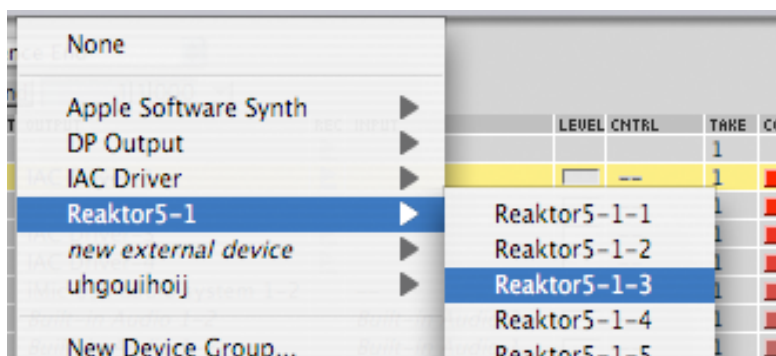 None
Apple Software Synth
DP Output
IAC Driver
Reaktor5-1
new external device
uhgouihoij
New Device Group...
LEVEL CNTRL TAKE
1
-- 1
Reaktor5-1-1 1
Reaktor5-1-2 1
Reaktor5-1-3 1
Reaktor5-1-4 1
Reaktor5-1-5 1